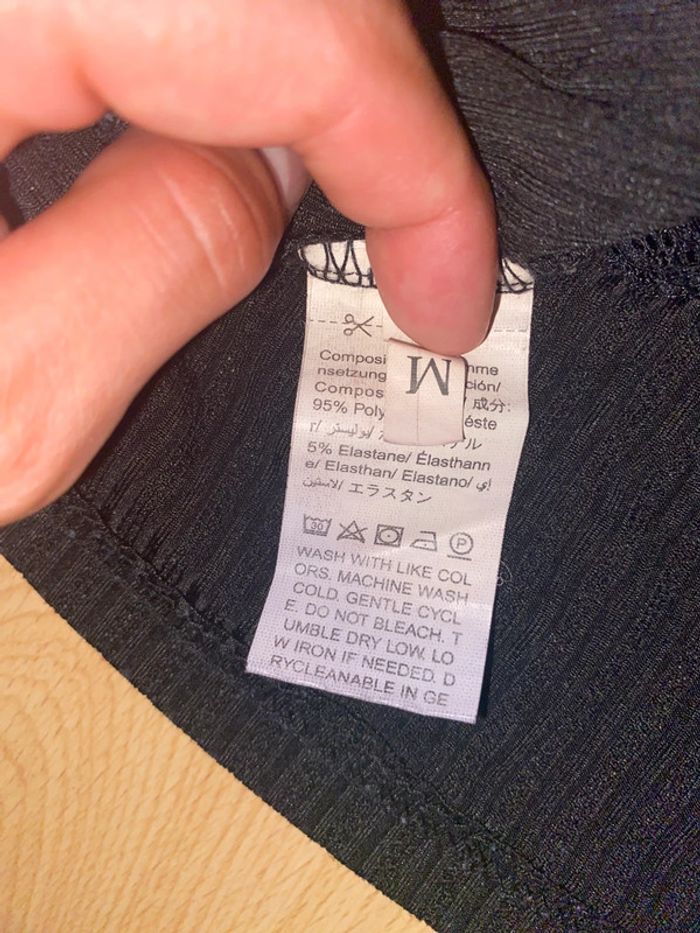 M
Composi
nsetzung
ción/
Compos
成分:
95% Poly
éste
بوليستر/
ル
5% Elastane/ Élasthann
e/ Elasthan/ Elastano/ إي
لاستين/ エラスタン
30
P
WASH WITH LIKE COL
ORS. MACHINE WASH
COLD. GENTLE CYCL
E. DO NOT BLEACH. T
UMBLE DRY LOW. LO
W IRON IF NEEDED. D
RYCLEANABLE IN GE